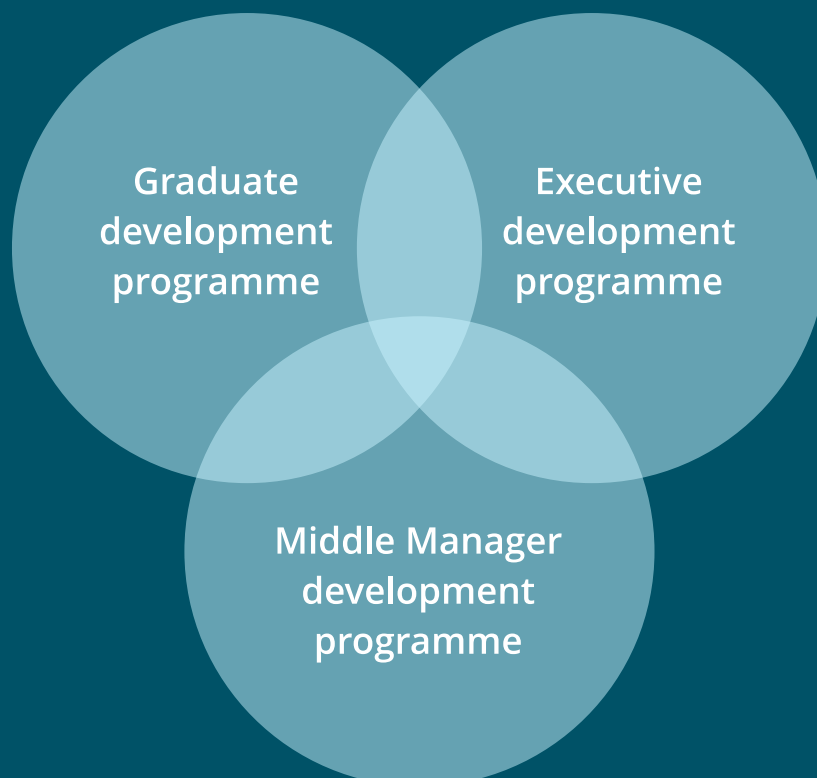 Graduate
development
programme
Executive
development
programme
Middle Manager
development
programme